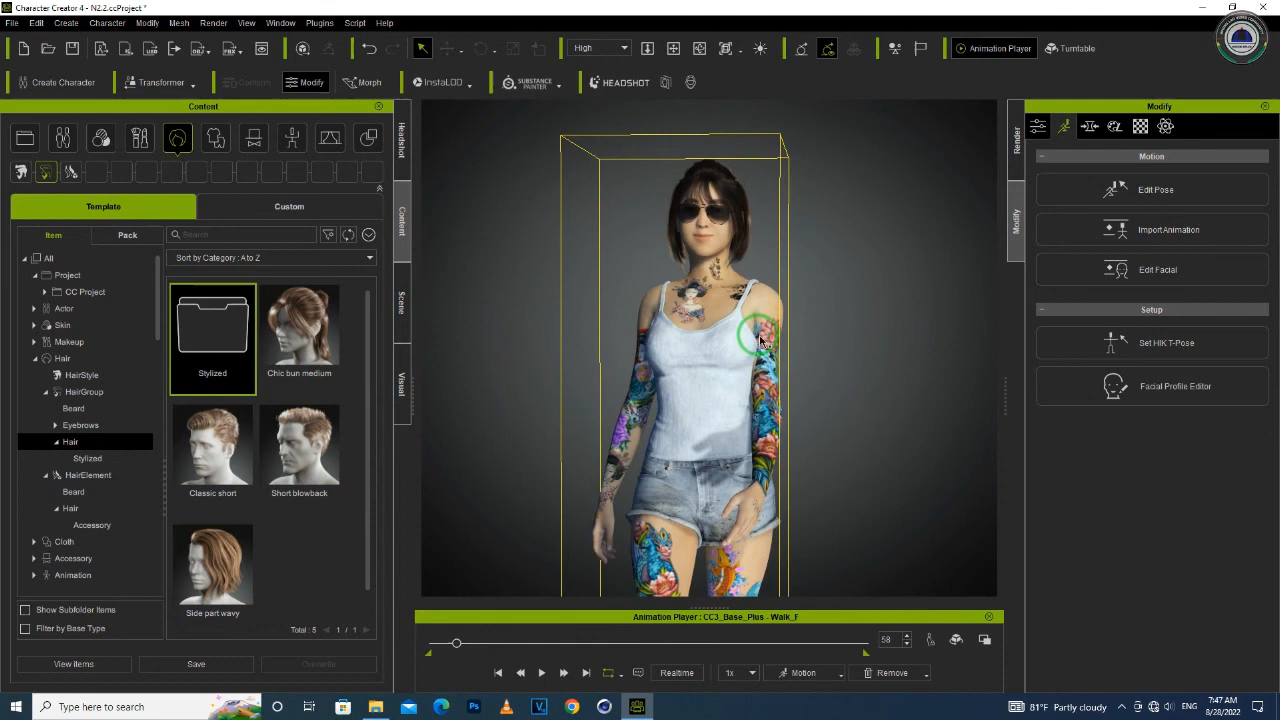 Character Creator 4 - N2.2.ccProject *
File Edit Create Character Modify Mesh Render View Window Plugins Script Help
High Animation Player Turntable
Create Character Transformer Conform Modify Morph InstaLOD SUBSTANCE PAINTER HEADSHOT
Content
Modify
Headshot
Content
Scene
Visual
Render
Modify
Template Custom
Item Pack Search
Sort by Category : A to Z
All
Project
CC Project
Actor
Skin
Makeup
Hair
HairStyle
HairGroup
Beard
Eyebrows
Hair
Stylized
HairElement
Beard
Hair
Accessory
Cloth
Accessory
Animation
Stylized Chic bun medium
Classic short Short blowback
Side part wavy
Show Subfolder Items
Filter by Base Type
Total : 5 1 / 1
View items Save Overwrite
Motion
Edit Pose
Import Animation
Edit Facial
Setup
Set HIK T-Pose
Facial Profile Editor
Animation Player : CC3_Base_Plus - Walk_F
58
Realtime 1x Motion Remove
Type here to search
81°F Partly cloudy
ENG
7:47 AM
8/28/2022